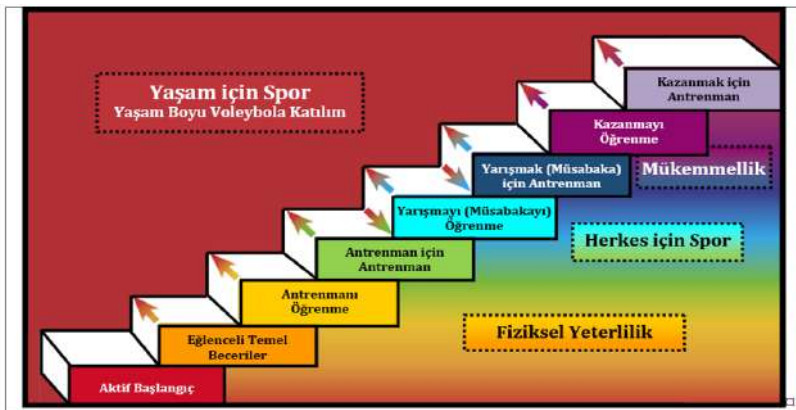 Yaşam için Spor
Yaşam Boyu Voleybola Katılım
Kazanmak için
Antrenman
Kazanmayı
Öğrenme
Mükemmellik
Yarışmak (Müsabaka)
için Antrenman
Yarışmayı (Müsabakayı)
Öğrenme
Herkes için Spor
Antrenman için
Antrenman
Antrenmanı
Öğrenme
Fiziksel Yeterlilik
Eğlenceli Temel
Beceriler
Aktif Başlangıç